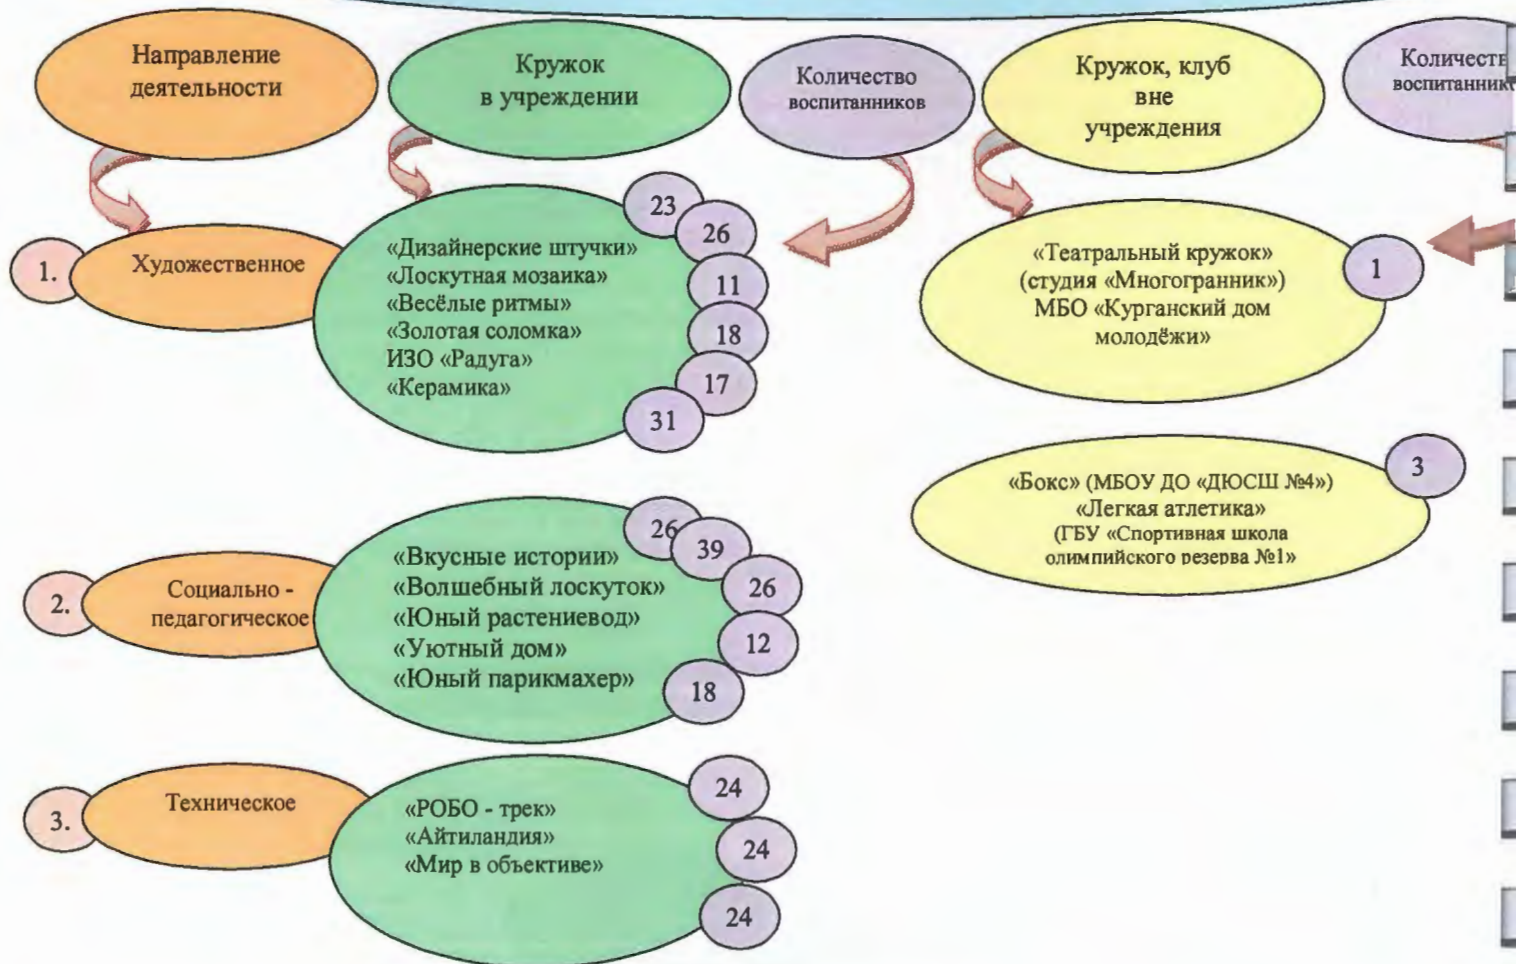 Направление
деятельности
Кружок
в учреждении
Количество
воспитанников
Кружок, клуб
вне
учреждения
1.
Художественное
«Дизайнерские штучки»
«Лоскутная мозаика»
«Весёлые ритмы»
«Золотая соломка»
ИЗО «Радуга»
«Керамика»
23
26
11
18
17
31
«Театральный кружок»
(студия «Многогранник»)
МБО «Курганский дом
молодёжи»
1
«Бокс» (МБОУ ДО «ДЮСШ №4»)
«Легкая атлетика»
(ГБУ «Спортивная школа
олимпийского резерва №1»
3
2.
Социально -
педагогическое
«Вкусные истории»
«Волшебный лоскуток»
«Юный растениевод»
«Уютный дом»
«Юный парикмахер»
26
39
26
12
18
3.
Техническое
«РОБО - трек»
«Айтиландия»
«Мир в объективе»
24
24
24